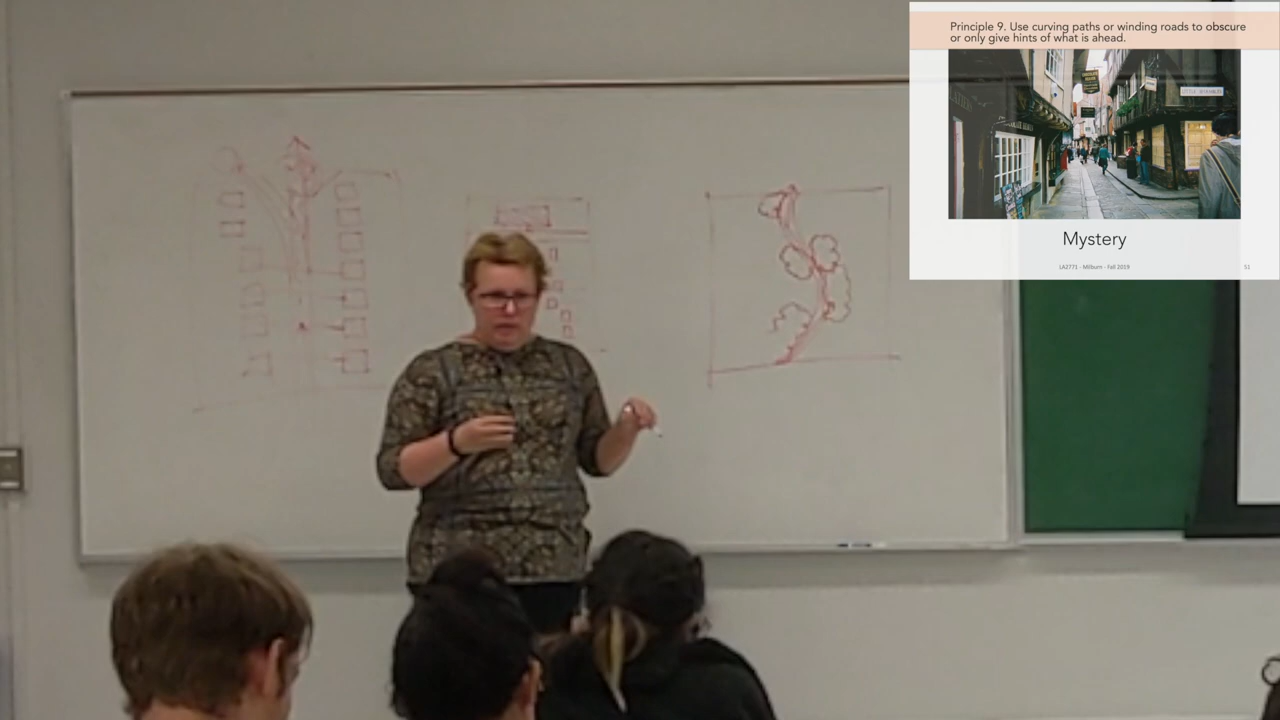 Principle 9. Use curving paths or winding roads to obscure
or only give hints of what is ahead.
Mystery
LA2771 - Milburn - Fall 2019
51